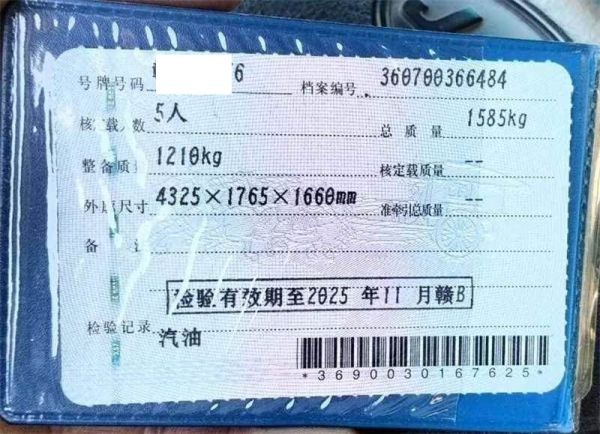 号牌号码 6 档案编号 360700366484
核定载人数 5人 总质量 1585kg
整备质量 1210kg 核定载质量 --
外廓尺寸 4325×1765×1660mm 准牵引总质量 --
备注
检验有效期至2025年11月赣B
检验记录
汽油
*3690030167625*